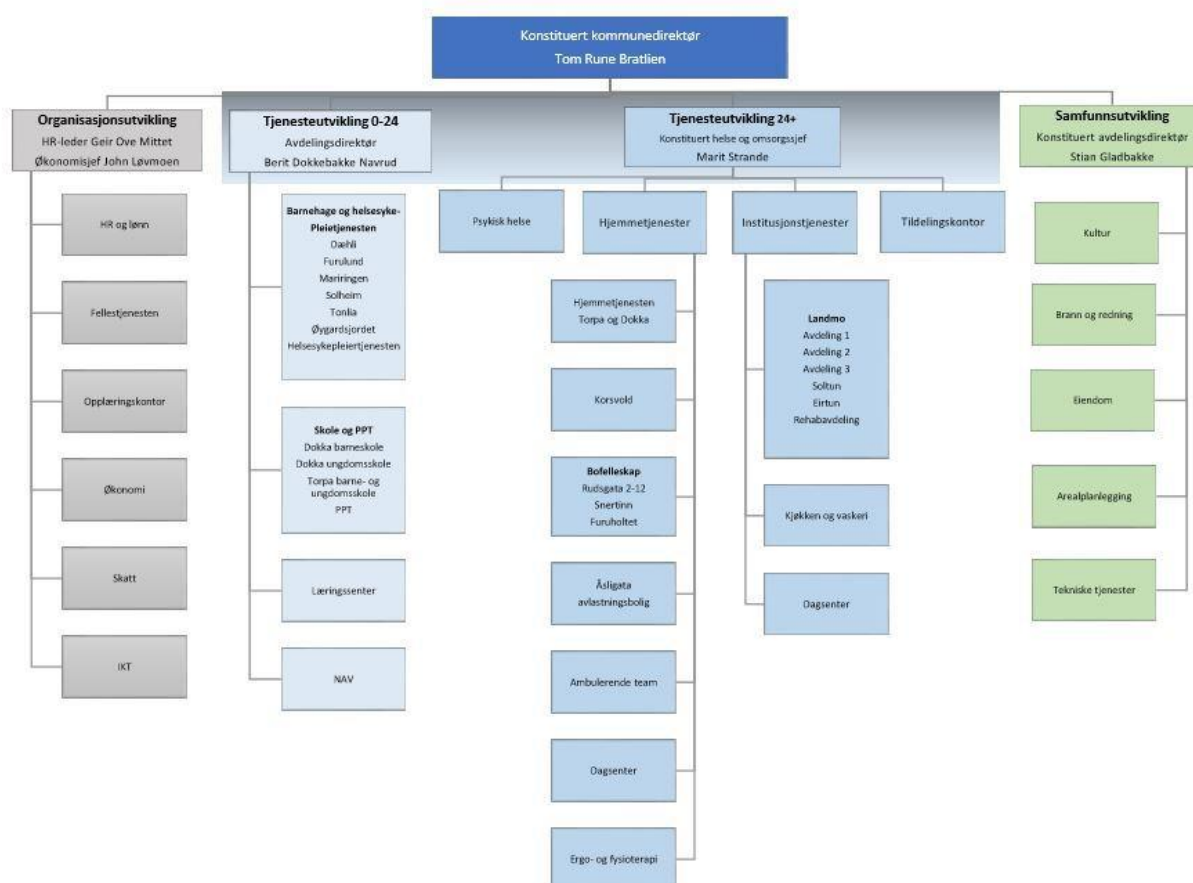 Konstituert kommunedirektør
Tom Rune Bratlien
Organisasjonsutvikling
HR-leder Geir Ove Mittet
Økonomisjef John Løvmoen
Tjenesteutvikling 0-24
Avdelingsdirektør
Berit Dokkebakke Navrud
Tjenesteutvikling 24+
Konstituert helse og omsorgssjef
Marit Strande
Samfunnsutvikling
Konstituert avdelingsdirektør
Stian Gladbakke
HR og lønn
Fellestjenesten
Opplæringskontor
Økonomi
Skatt
IKT
Barnehage og helsesyke-
Pleietjenesten
Dæhli
Furulund
Mariringen
Solheim
Tonlia
Øygardsjordet
Helsesykepleiertjenesten
Skole og PPT
Dokka barneskole
Dokka ungdomsskole
Torpa barne- og
ungdomsskole
PPT
Læringssenter
NAV
Psykisk helse
Hjemmetjenester
Institusjonstjenester
Tildelingskontor
Hjemmetjenesten
Torpa og Dokka
Korsvold
Bofelleskap
Rudsgata 2-12
Snertinn
Furuholtet
Åsligata
avlastningsbolig
Ambulerende team
Dagsenter
Ergo- og fysioterapi
Landmo
Avdeling 1
Avdeling 2
Avdeling 3
Soltun
Eirtun
Rehabavdeling
Kjøkken og vaskeri
Dagsenter
Kultur
Brann og redning
Eiendom
Arealplanlegging
Tekniske tjenester